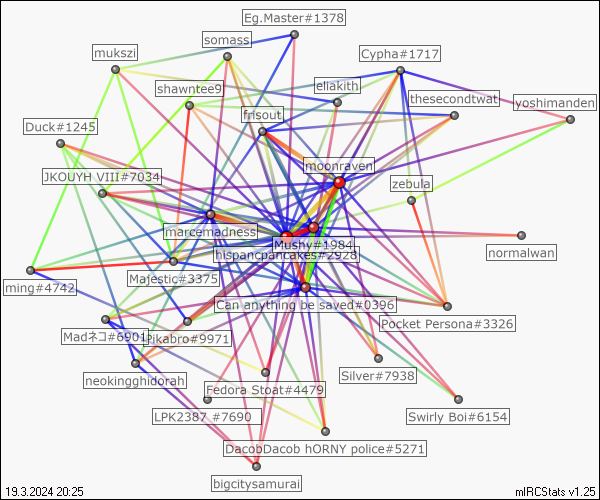 Eg.Master#1378
somass
mukszi
Cypha#1717
eliakith
shawntee9
thesecondtwat
yoshimanden
frisout
Duck#1245
moonraven
JKOUYH VIII#7034
zebula
marcemadness
Mushy#1984
hispancpancakes#2928
normalwan
Majestic#3375
ming#4742
Can anything be saved#0396
Pocket Persona#3326
Madネコ#6901
Pikabro#9971
neokingghidorah
Silver#7938
Fedora Stoat#4479
LPK2387 #7690
Swirly Boi#6154
DacobDacob hORNY police#5271
bigcitysamurai
19.3.2024 20:25
mIRCStats v1.25